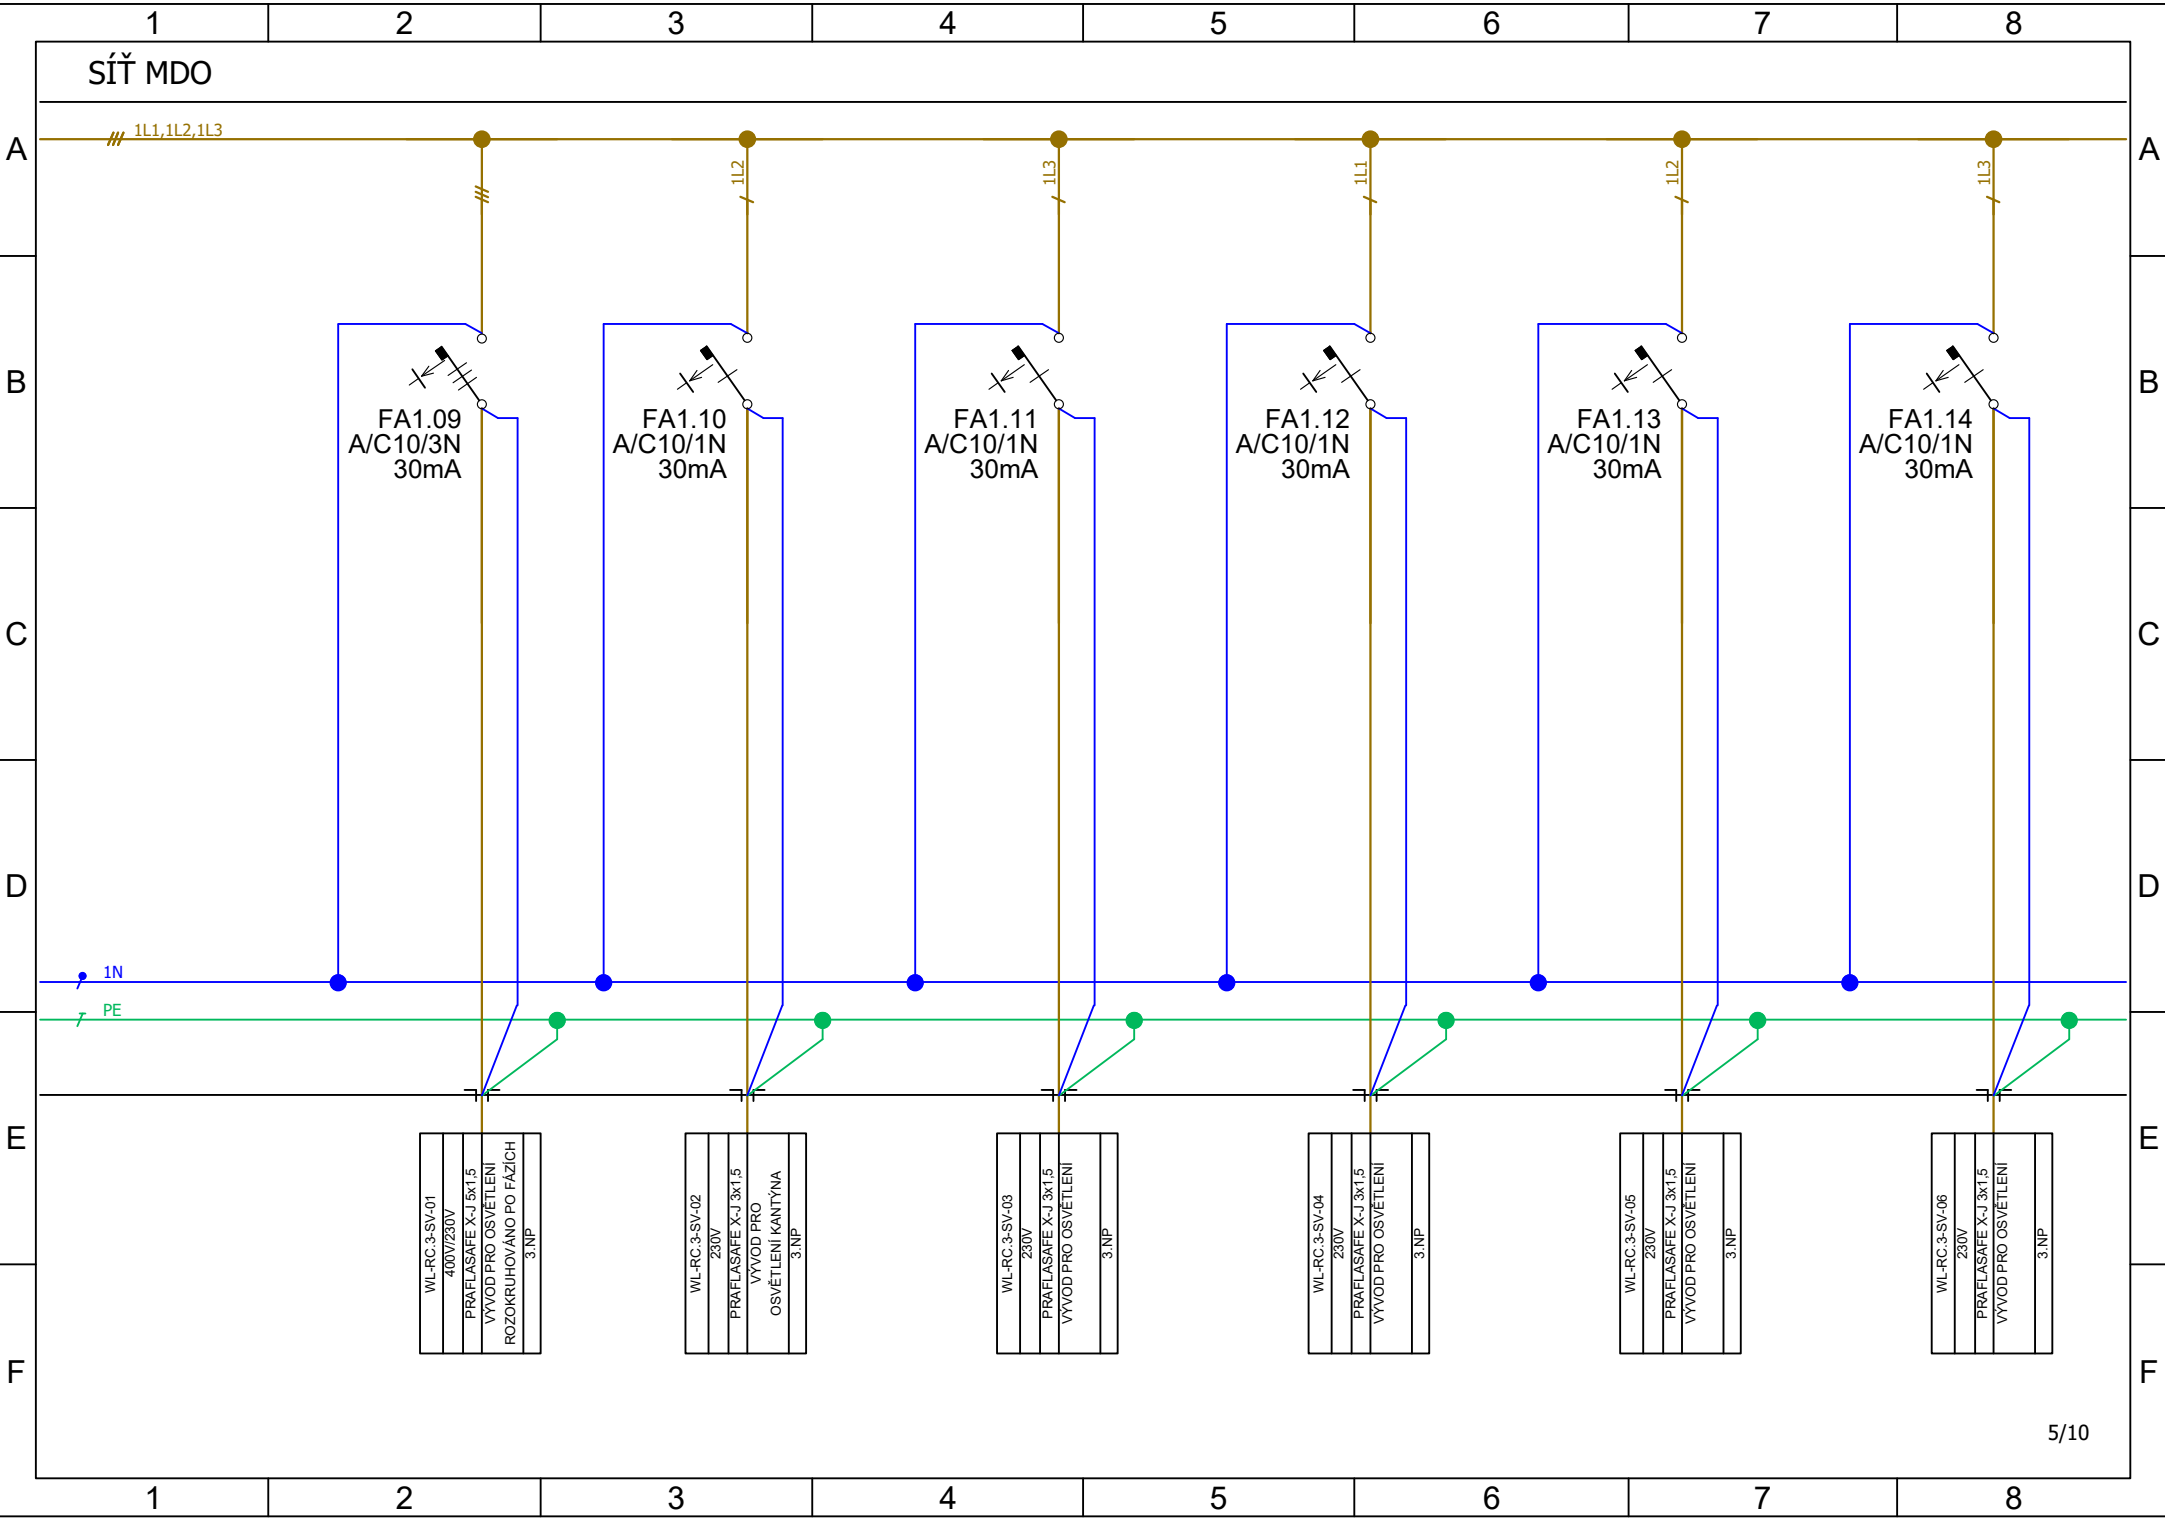 1 2 3 4 5 6 7 8
SÍŤ MDO
A A
1L1,1L2,1L3
1L2
1L3
1L1
1L2
1L3
B B
FA1.09
A/C10/3N
30mA
FA1.10
A/C10/1N
30mA
FA1.11
A/C10/1N
30mA
FA1.12
A/C10/1N
30mA
FA1.13
A/C10/1N
30mA
FA1.14
A/C10/1N
30mA
C C
D D
1N
PE
E E
WL-RC.3-SV-01
400V/230V
PRAFLASAFE X-J 5x1,5
VÝVOD PRO OSVĚTLENÍ
ROZOKRUHOVÁNO PO FÁZÍCH
3.NP
WL-RC.3-SV-02
230V
PRAFLASAFE X-J 3x1,5
VÝVOD PRO
OSVĚTLENÍ KANTÝNA
3.NP
WL-RC.3-SV-03
230V
PRAFLASAFE X-J 3x1,5
VÝVOD PRO OSVĚTLENÍ
3.NP
WL-RC.3-SV-04
230V
PRAFLASAFE X-J 3x1,5
VÝVOD PRO OSVĚTLENÍ
3.NP
WL-RC.3-SV-05
230V
PRAFLASAFE X-J 3x1,5
VÝVOD PRO OSVĚTLENÍ
3.NP
WL-RC.3-SV-06
230V
PRAFLASAFE X-J 3x1,5
VÝVOD PRO OSVĚTLENÍ
3.NP
F F
5/10
1 2 3 4 5 6 7 8